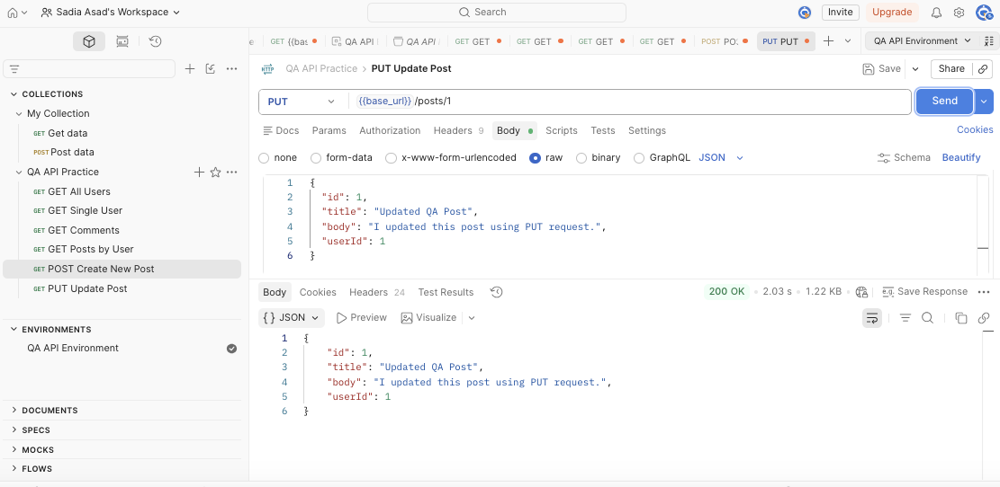 Sadia Asad's Workspace
Search
Invite
Upgrade
GET {{bas
QA API
QA API
GET GET
GET GET
GET GET
GET GET
POST PO
PUT PUT
QA API Environment
QA API Practice > PUT Update Post
Save
Share
COLLECTIONS
My Collection
GET Get data
POST Post data
QA API Practice
GET GET All Users
GET GET Single User
GET GET Comments
GET GET Posts by User
GET POST Create New Post
GET PUT Update Post
ENVIRONMENTS
QA API Environment
DOCUMENTS
SPECS
MOCKS
FLOWS
PUT
{{base_url}}/posts/1
Send
Docs Params Authorization Headers 9 Body Scripts Tests Settings
Cookies
none form-data x-www-form-urlencoded raw binary GraphQL JSON
Schema Beautify
1 {
2 "id": 1,
3 "title": "Updated QA Post",
4 "body": "I updated this post using PUT request.",
5 "userId": 1
6 }
Body Cookies Headers 24 Test Results
200 OK • 2.03 s • 1.22 KB
e.g. Save Response
{} JSON Preview Visualize
1 {
2 "id": 1,
3 "title": "Updated QA Post",
4 "body": "I updated this post using PUT request.",
5 "userId": 1
6 }